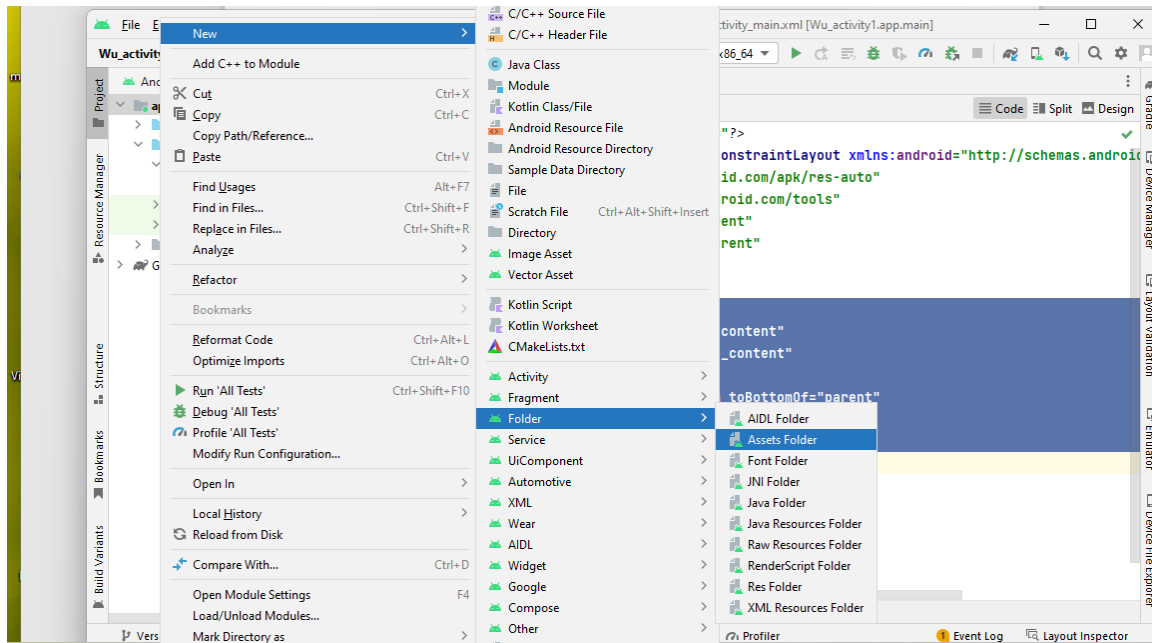 File
tivity_main.xml [Wu_activity1.app.main]
Wu_activity
x86_64
Project
Resource Manager
Structure
Bookmarks
Build Variants
New
Add C++ to Module
Cut Ctrl+X
Copy Ctrl+C
Copy Path/Reference...
Paste Ctrl+V
Find Usages Alt+F7
Find in Files... Ctrl+Shift+F
Replace in Files... Ctrl+Shift+R
Analyze
Refactor
Bookmarks
Reformat Code Ctrl+Alt+L
Optimize Imports Ctrl+Alt+O
Run 'All Tests' Ctrl+Shift+F10
Debug 'All Tests'
Profile 'All Tests'
Modify Run Configuration...
Open In
Local History
Reload from Disk
Compare With... Ctrl+D
Open Module Settings F4
Load/Unload Modules...
Mark Directory as
C/C++ Source File
C/C++ Header File
Java Class
Module
Kotlin Class/File
Android Resource File
Android Resource Directory
Sample Data Directory
File
Scratch File Ctrl+Alt+Shift+Insert
Directory
Image Asset
Vector Asset
Kotlin Script
Kotlin Worksheet
CMakeLists.txt
Activity
Fragment
Folder
Service
UiComponent
Automotive
XML
Wear
AIDL
Widget
Google
Compose
Other
AIDL Folder
Assets Folder
Font Folder
JNI Folder
Java Folder
Java Resources Folder
Raw Resources Folder
RenderScript Folder
Res Folder
XML Resources Folder
Code Split Design
"?>
onstraintLayout xmlns:android="http://schemas.androi
id.com/apk/res-auto"
roid.com/tools"
ent"
rent"
content"
_content"
_toBottomOf="parent"
Gradle
Device Manager
Layout Validation
Emulator
Device File Explorer
Vers
Profiler
1 Event Log
Layout Inspector